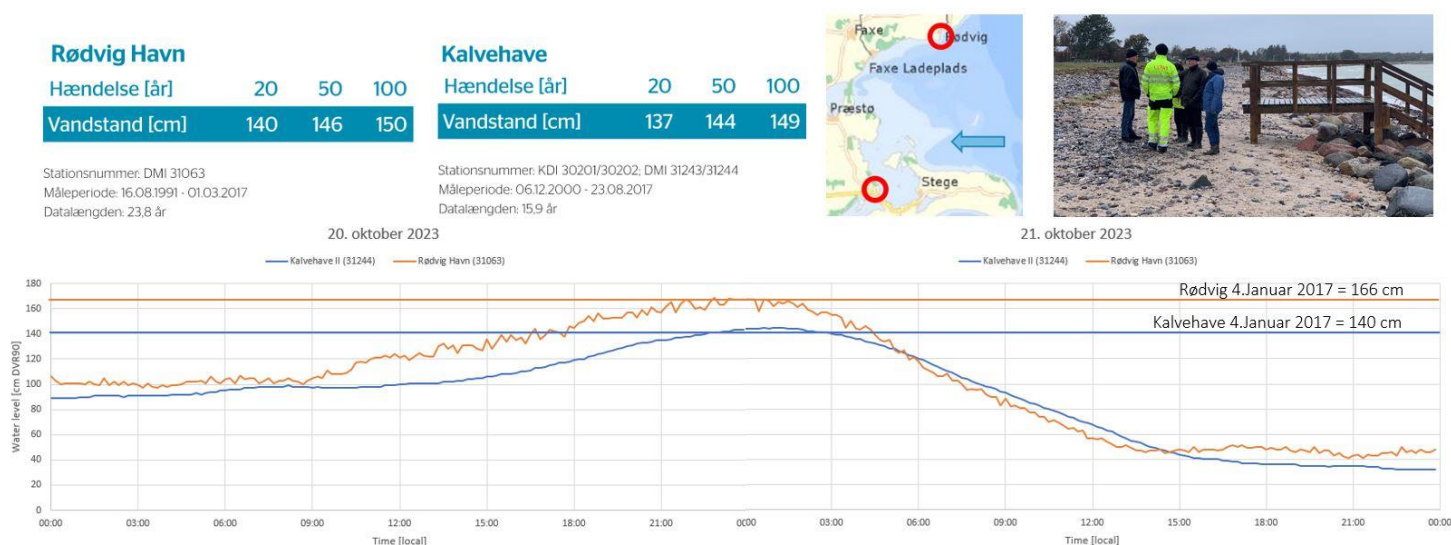 Rødvig Havn
Hændelse [år] 20 50 100
Vandstand [cm] 140 146 150
Stationsnummer: DMI 31063
Måleperiode: 16.08.1991 - 01.03.2017
Datalængden: 23,8 år
Kalvehave
Hændelse [år] 20 50 100
Vandstand [cm] 137 144 149
Stationsnummer: KDI 30201/30202; DMI 31243/31244
Måleperiode: 06.12.2000 - 23.08.2017
Datalængden: 15,9 år
Faxe
Rødvig
Faxe Ladeplads
Præstø
Stege
20. oktober 2023
21. oktober 2023
Kalvehave II (31244) Rødvig Havn (31063)
Kalvehave II (31244) Rødvig Havn (31063)
Rødvig 4.Januar 2017 = 166 cm
Kalvehave 4.Januar 2017 = 140 cm
Water level [cm DVR90]
180
160
140
120
100
80
60
40
20
0
00:00 03:00 06:00 09:00 12:00 15:00 18:00 21:00 00:00 03:00 06:00 09:00 12:00 15:00 18:00 21:00 00:00
Time [local]
Time [local]